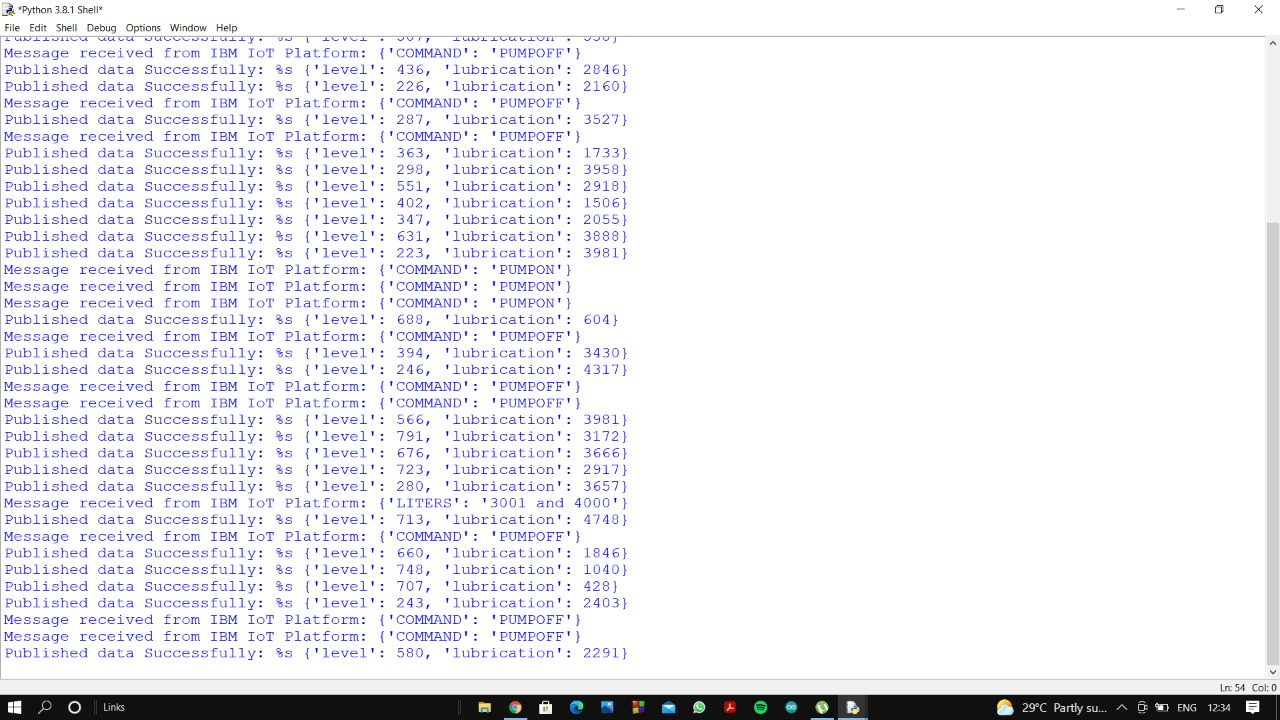 *Python 3.8.1 Shell*
File Edit Shell Debug Options Window Help
Message received from IBM IoT Platform: {'COMMAND': 'PUMPOFF'}
Published data Successfully: %s {'level': 436, 'lubrication': 2846}
Published data Successfully: %s {'level': 226, 'lubrication': 2160}
Message received from IBM IoT Platform: {'COMMAND': 'PUMPOFF'}
Published data Successfully: %s {'level': 287, 'lubrication': 3527}
Message received from IBM IoT Platform: {'COMMAND': 'PUMPOFF'}
Published data Successfully: %s {'level': 363, 'lubrication': 1733}
Published data Successfully: %s {'level': 298, 'lubrication': 3958}
Published data Successfully: %s {'level': 551, 'lubrication': 2918}
Published data Successfully: %s {'level': 402, 'lubrication': 1506}
Published data Successfully: %s {'level': 347, 'lubrication': 2055}
Published data Successfully: %s {'level': 631, 'lubrication': 3888}
Published data Successfully: %s {'level': 223, 'lubrication': 3981}
Message received from IBM IoT Platform: {'COMMAND': 'PUMPON'}
Message received from IBM IoT Platform: {'COMMAND': 'PUMPON'}
Message received from IBM IoT Platform: {'COMMAND': 'PUMPON'}
Published data Successfully: %s {'level': 688, 'lubrication': 604}
Message received from IBM IoT Platform: {'COMMAND': 'PUMPOFF'}
Published data Successfully: %s {'level': 394, 'lubrication': 3430}
Published data Successfully: %s {'level': 246, 'lubrication': 4317}
Message received from IBM IoT Platform: {'COMMAND': 'PUMPOFF'}
Message received from IBM IoT Platform: {'COMMAND': 'PUMPOFF'}
Published data Successfully: %s {'level': 566, 'lubrication': 3981}
Published data Successfully: %s {'level': 791, 'lubrication': 3172}
Published data Successfully: %s {'level': 676, 'lubrication': 3666}
Published data Successfully: %s {'level': 723, 'lubrication': 2917}
Published data Successfully: %s {'level': 280, 'lubrication': 3657}
Message received from IBM IoT Platform: {'LITERS': '3001 and 4000'}
Published data Successfully: %s {'level': 713, 'lubrication': 4748}
Message received from IBM IoT Platform: {'COMMAND': 'PUMPOFF'}
Published data Successfully: %s {'level': 660, 'lubrication': 1846}
Published data Successfully: %s {'level': 748, 'lubrication': 1040}
Published data Successfully: %s {'level': 707, 'lubrication': 428}
Published data Successfully: %s {'level': 243, 'lubrication': 2403}
Message received from IBM IoT Platform: {'COMMAND': 'PUMPOFF'}
Message received from IBM IoT Platform: {'COMMAND': 'PUMPOFF'}
Published data Successfully: %s {'level': 580, 'lubrication': 2291}
Ln: 54 Col: 0
Links
29°C Partly su... ENG 12:34